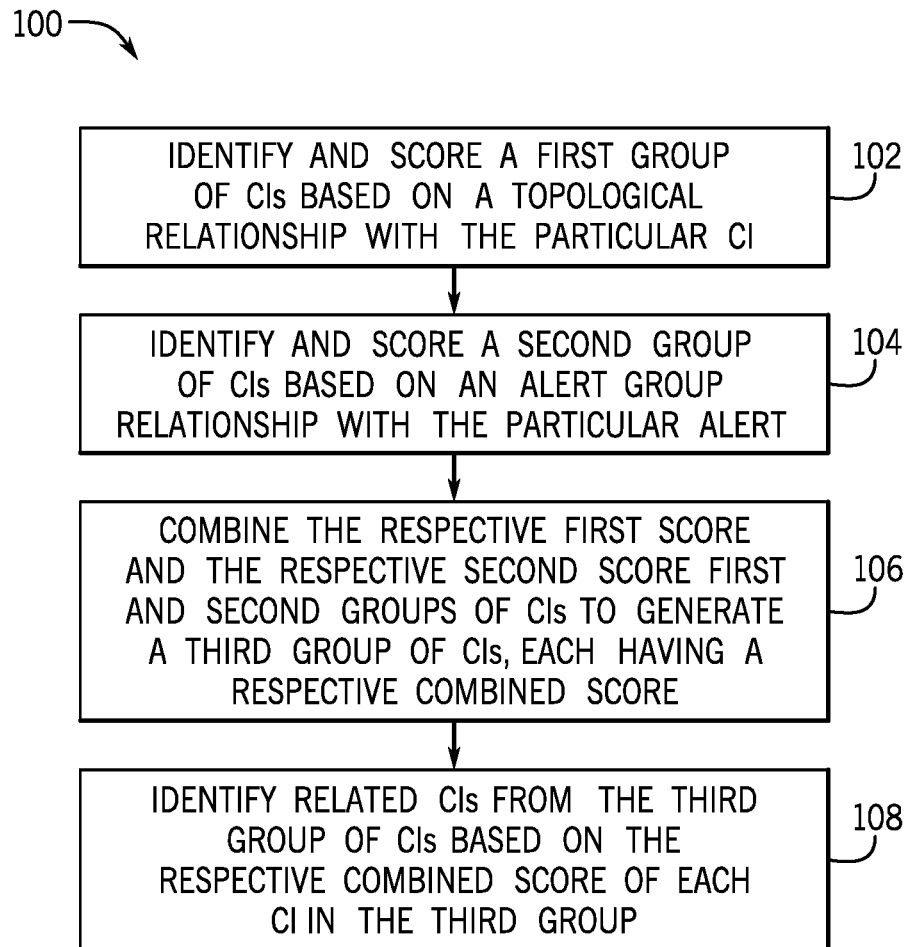 100
IDENTIFY AND SCORE A FIRST GROUP
OF CIs BASED ON A TOPOLOGICAL
RELATIONSHIP WITH THE PARTICULAR CI
102
IDENTIFY AND SCORE A SECOND GROUP
OF CIs BASED ON AN ALERT GROUP
RELATIONSHIP WITH THE PARTICULAR ALERT
104
COMBINE THE RESPECTIVE FIRST SCORE
AND THE RESPECTIVE SECOND SCORE FIRST
AND SECOND GROUPS OF CIs TO GENERATE
A THIRD GROUP OF CIs, EACH HAVING A
RESPECTIVE COMBINED SCORE
106
IDENTIFY RELATED CIs FROM THE THIRD
GROUP OF CIs BASED ON THE
RESPECTIVE COMBINED SCORE OF EACH
CI IN THE THIRD GROUP
108